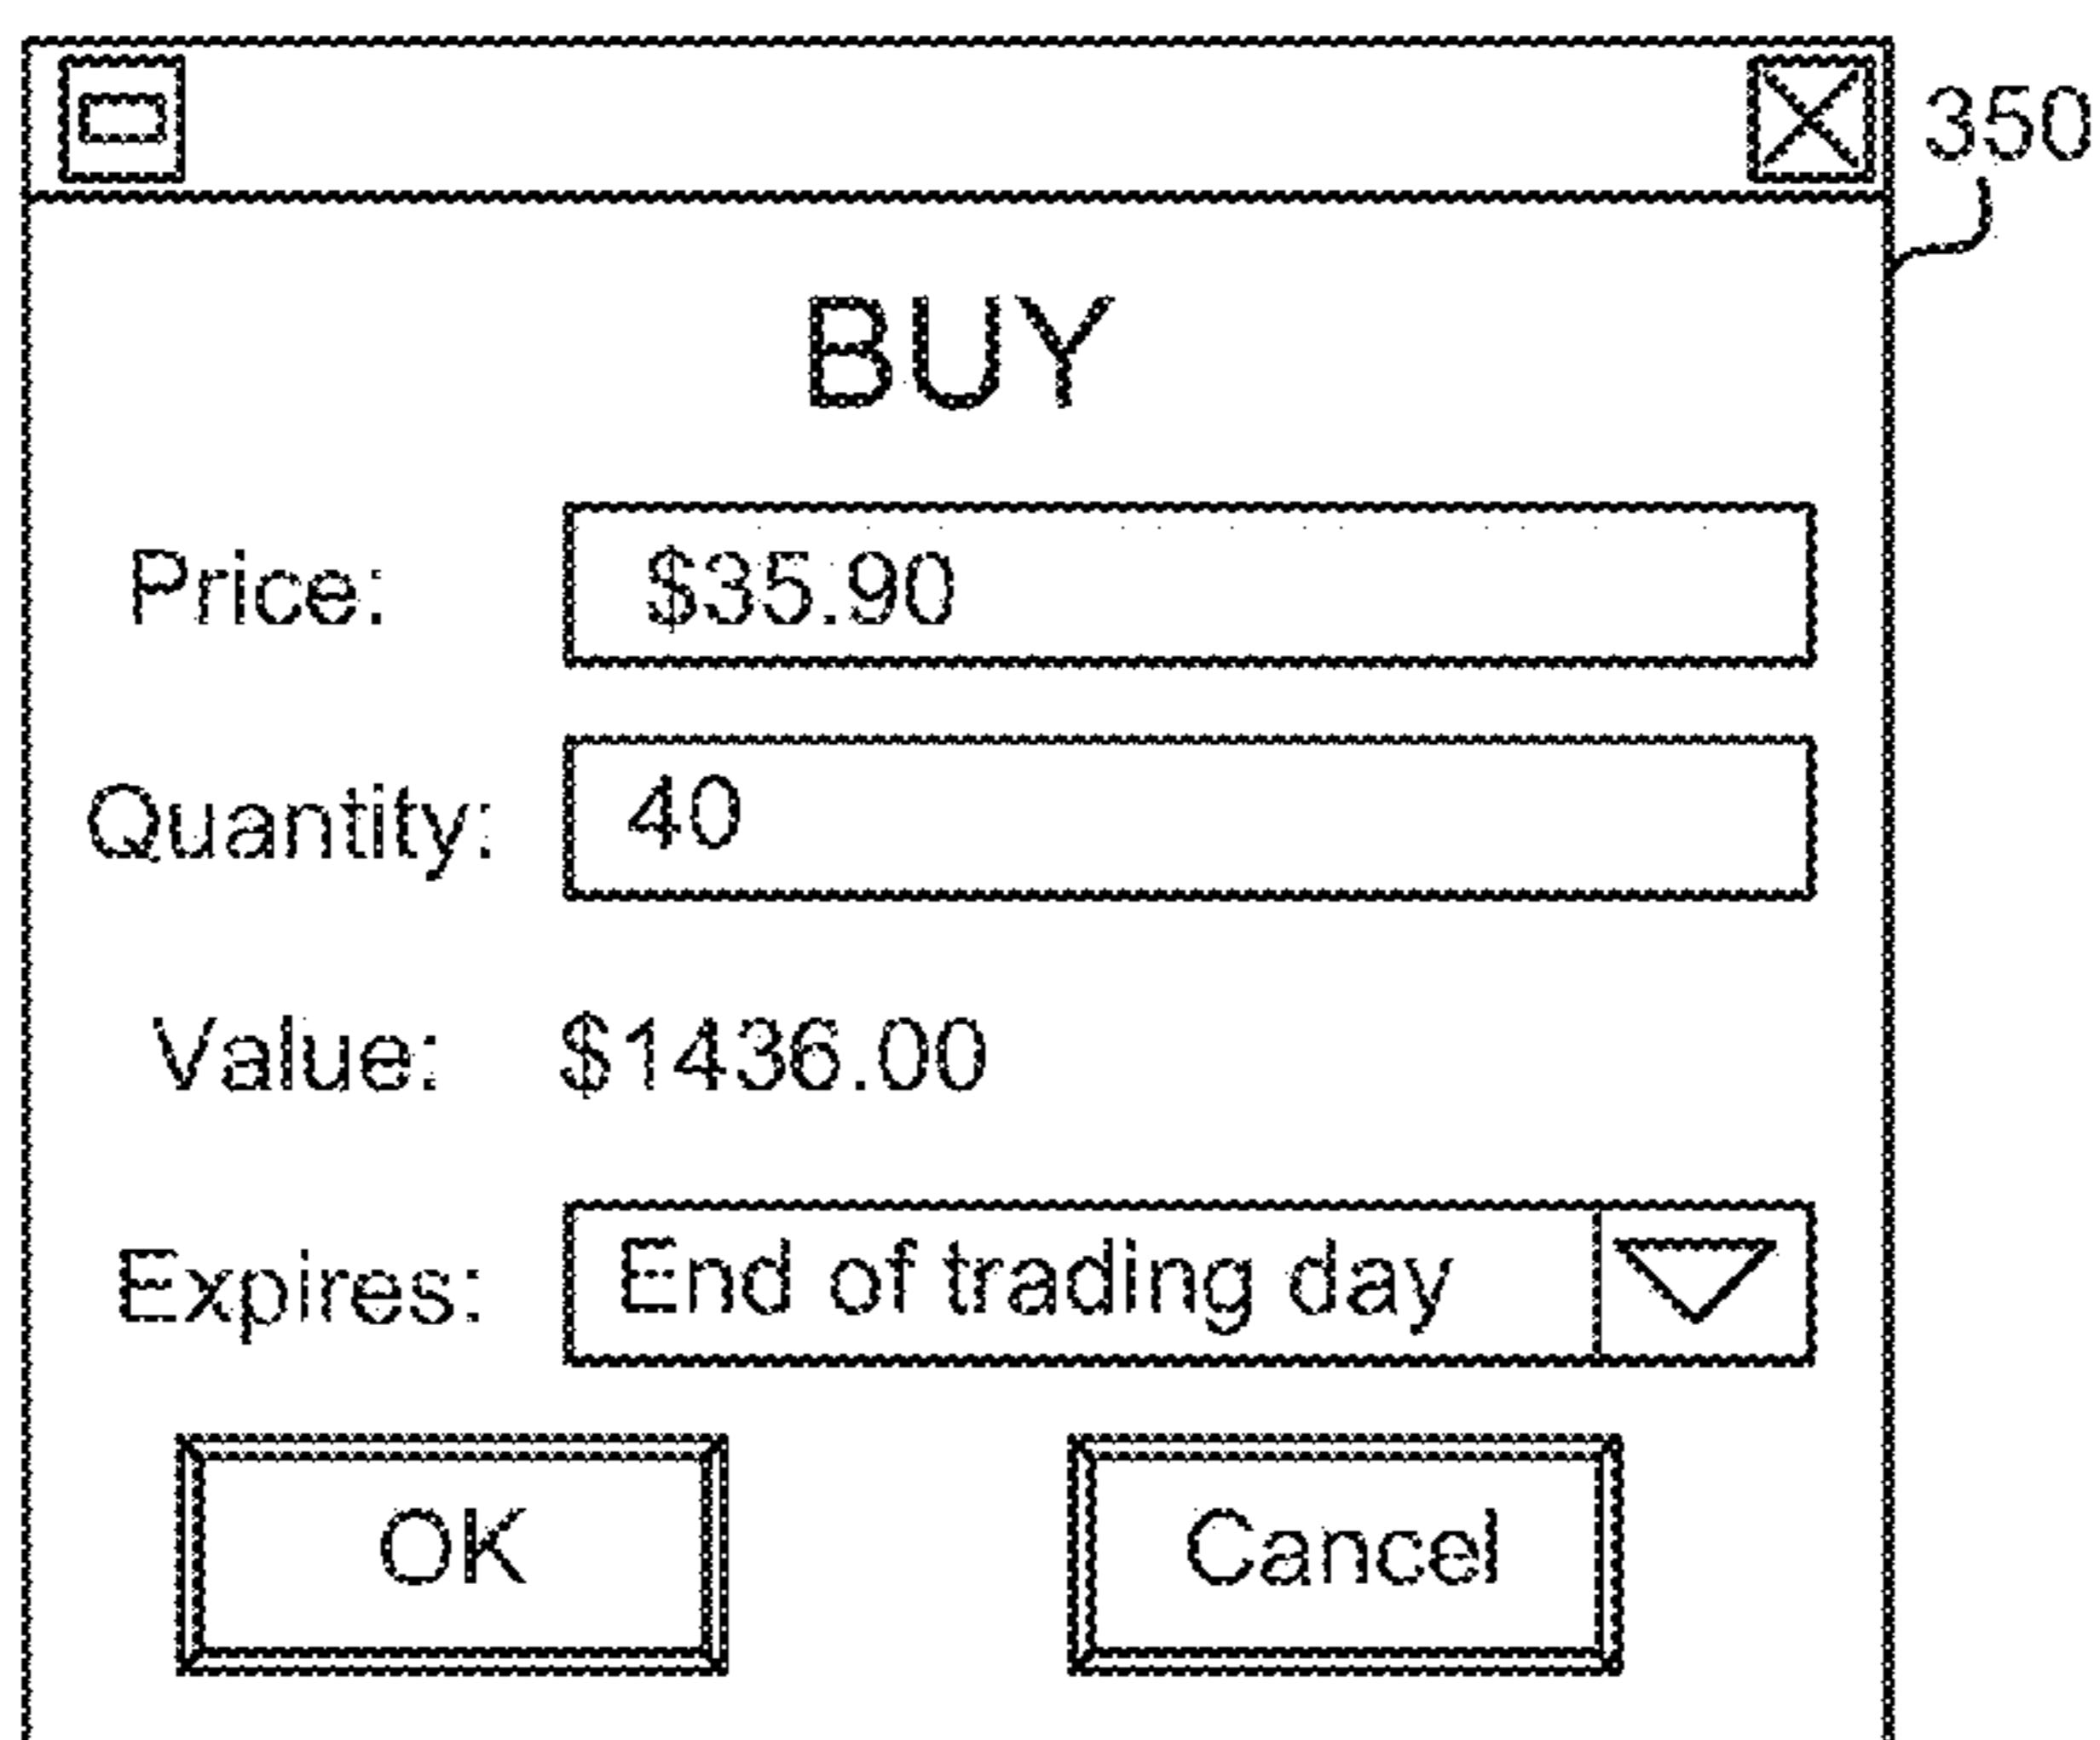 350
BUY
Price: $35.90
Quantity: 40
Value: $1436.00
Expires: End of trading day
OK Cancel